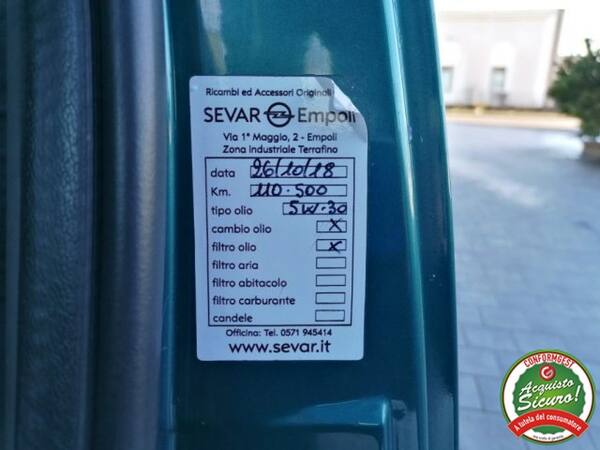 Ricambi ed Accessori Originali
SEVAR Empoli
Via 1° Maggio, 2 - Empoli
Zona Industriale Terrafino
data 26/10/18
Km. 110.500
tipo olio 5W-30
cambio olio X
filtro olio X
filtro aria
filtro abitacolo
filtro carburante
candele
Officina: Tel. 0571 945414
www.sevar.it
CONFORMGEST
Acquisto
Sicuro!
A tutela del consumatore